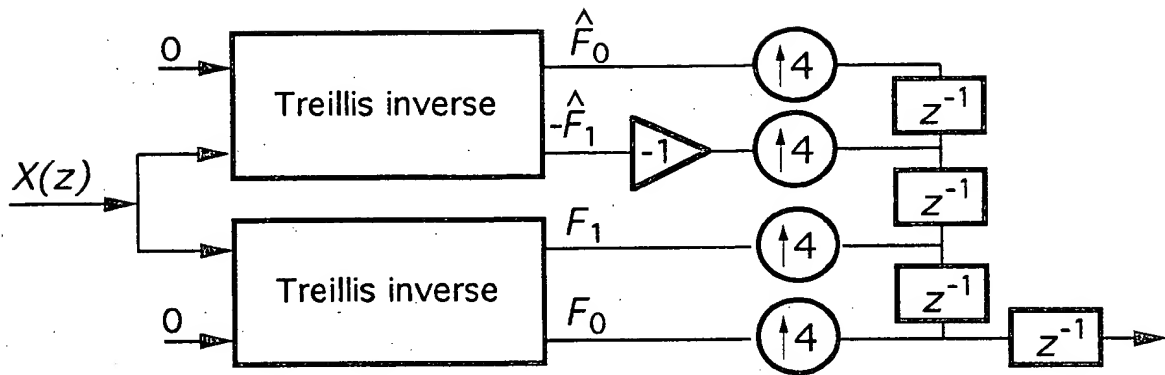 0
F̂₀
↑4
z⁻¹
Treillis inverse
-F̂₁
-1
↑4
X(z)
z⁻¹
F₁
↑4
Treillis inverse
z⁻¹
0
F₀
↑4
z⁻¹